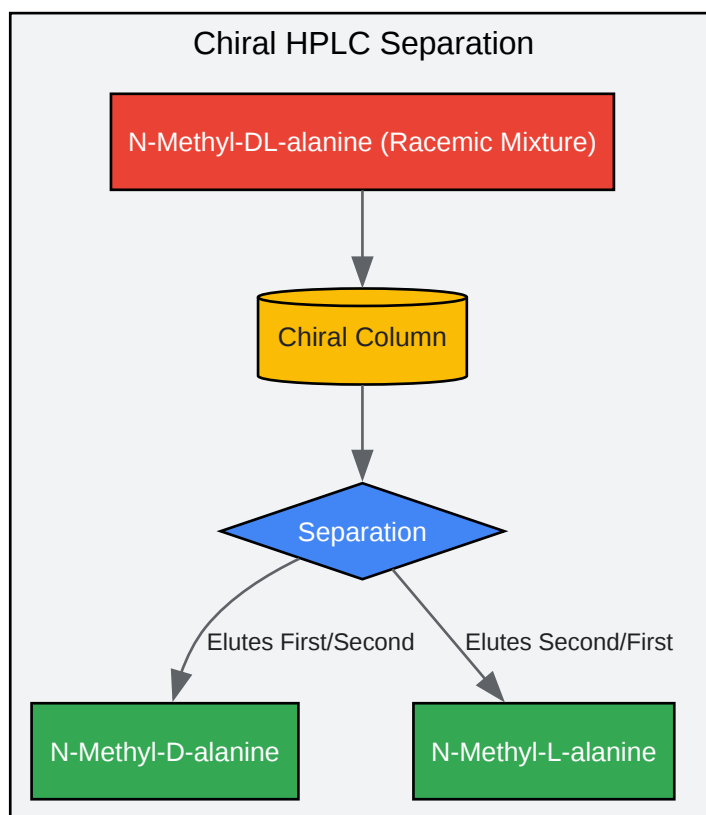 Chiral HPLC Separation
N-Methyl-DL-alanine (Racemic Mixture)
Chiral Column
Separation
Elutes First/Second
Elutes Second/First
N-Methyl-D-alanine
N-Methyl-L-alanine